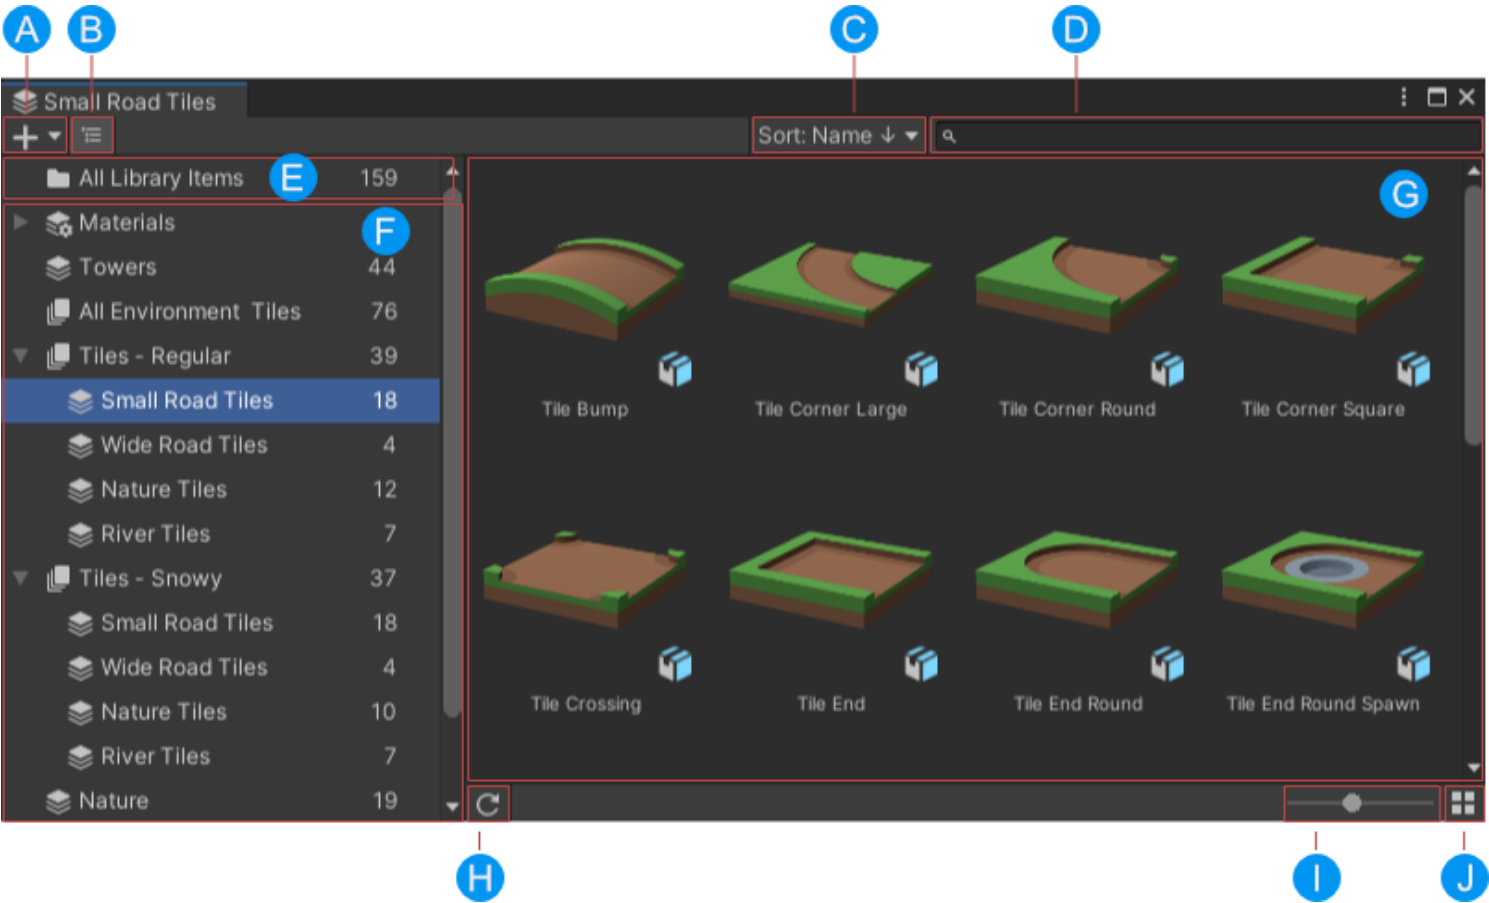 A B C D
Small Road Tiles
Sort: Name ↓
All Library Items E 159
Materials F
Towers 44
All Environment Tiles 76
Tiles - Regular 39
Small Road Tiles 18
Wide Road Tiles 4
Nature Tiles 12
River Tiles 7
Tiles - Snowy 37
Small Road Tiles 18
Wide Road Tiles 4
Nature Tiles 10
River Tiles 7
Nature 19
G
Tile Bump
Tile Corner Large
Tile Corner Round
Tile Corner Square
Tile Crossing
Tile End
Tile End Round
Tile End Round Spawn
H I J